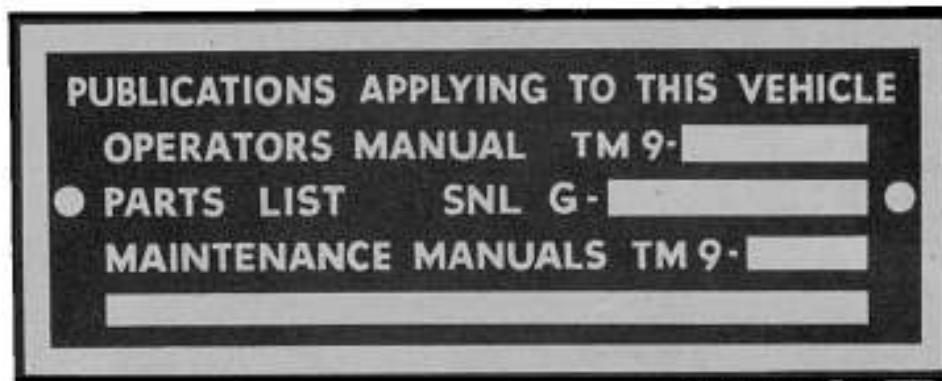 PUBLICATIONS APPLYING TO THIS VEHICLE
OPERATORS MANUAL TM 9-
PARTS LIST SNL G-
MAINTENANCE MANUALS TM 9-